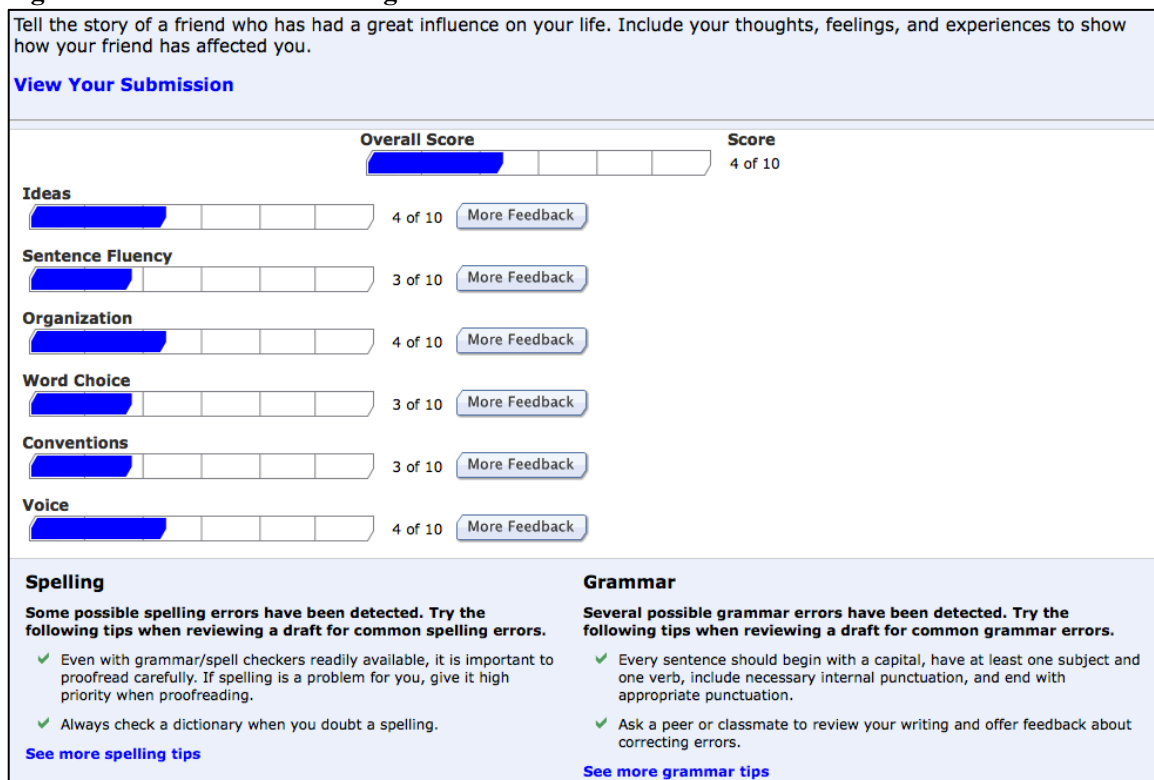 Tell the story of a friend who has had a great influence on your life. Include your thoughts, feelings, and experiences to show
how your friend has affected you.
View Your Submission
Overall Score
Score
4 of 10
Ideas
4 of 10
More Feedback
Sentence Fluency
3 of 10
More Feedback
Organization
4 of 10
More Feedback
Word Choice
3 of 10
More Feedback
Conventions
3 of 10
More Feedback
Voice
4 of 10
More Feedback
Spelling
Some possible spelling errors have been detected. Try the
following tips when reviewing a draft for common spelling errors.
Even with grammar/spell checkers readily available, it is important to
proofread carefully. If spelling is a problem for you, give it high
priority when proofreading.
Always check a dictionary when you doubt a spelling.
See more spelling tips
Grammar
Several possible grammar errors have been detected. Try the
following tips when reviewing a draft for common grammar errors.
Every sentence should begin with a capital, have at least one subject and
one verb, include necessary internal punctuation, and end with
appropriate punctuation.
Ask a peer or classmate to review your writing and offer feedback about
correcting errors.
See more grammar tips